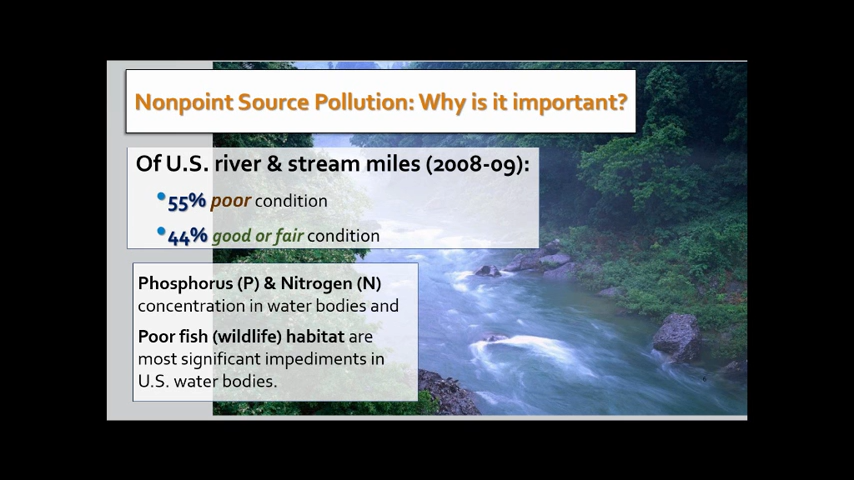 Nonpoint Source Pollution: Why is it important?
Of U.S. river & stream miles (2008-09):
•55% poor condition
•44% good or fair condition
Phosphorus (P) & Nitrogen (N)
concentration in water bodies and
Poor fish (wildlife) habitat are
most significant impediments in
U.S. water bodies.